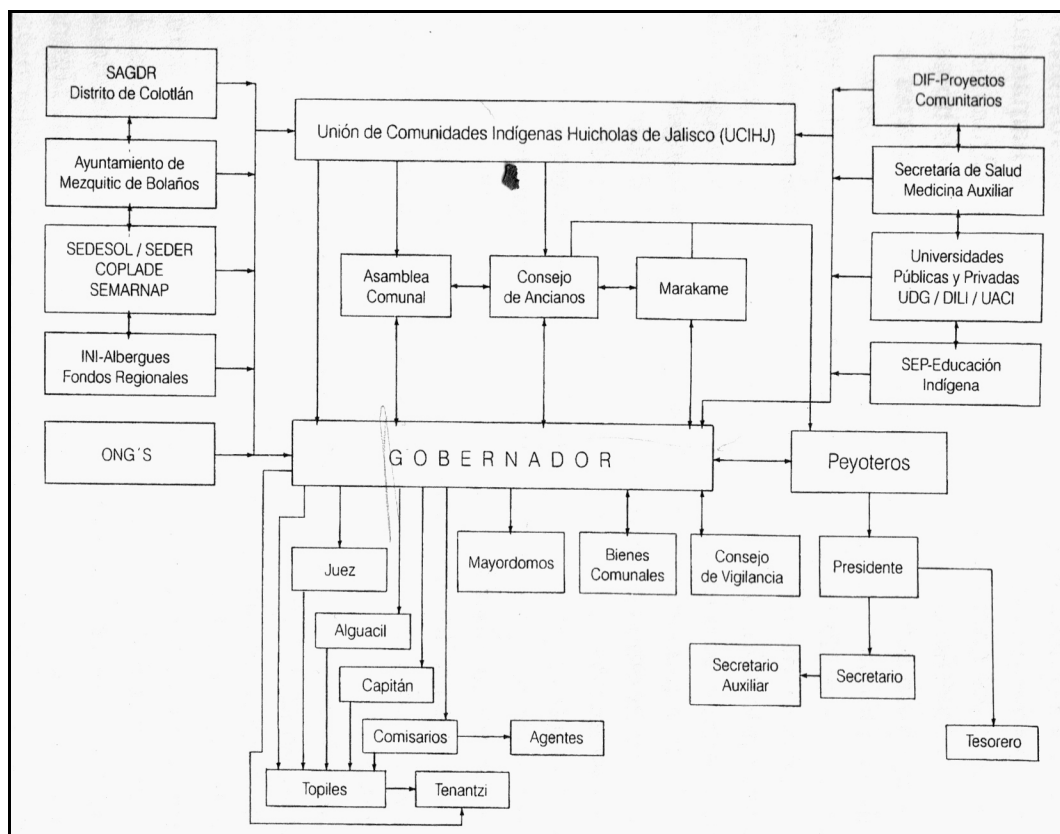 SAGDR
Distrito de Colotlán
Ayuntamiento de
Mezquitic de Bolaños
SEDESOL / SEDER
COPLADE
SEMARNAP
INI-Albergues
Fondos Regionales
ONG´S
Unión de Comunidades Indígenas Huicholas de Jalisco (UCIHJ)
DIF-Proyectos
Comunitarios
Secretaría de Salud
Medicina Auxiliar
Universidades
Públicas y Privadas
UDG / DILI / UACI
SEP-Educación
Indígena
Asamblea
Comunal
Consejo
de Ancianos
Marakame
GOBERNADOR
Peyoteros
Juez
Mayordomos
Bienes
Comunales
Consejo
de Vigilancia
Presidente
Alguacil
Capitán
Secretario
Auxiliar
Secretario
Comisarios
Agentes
Tesorero
Topiles
Tenantzi